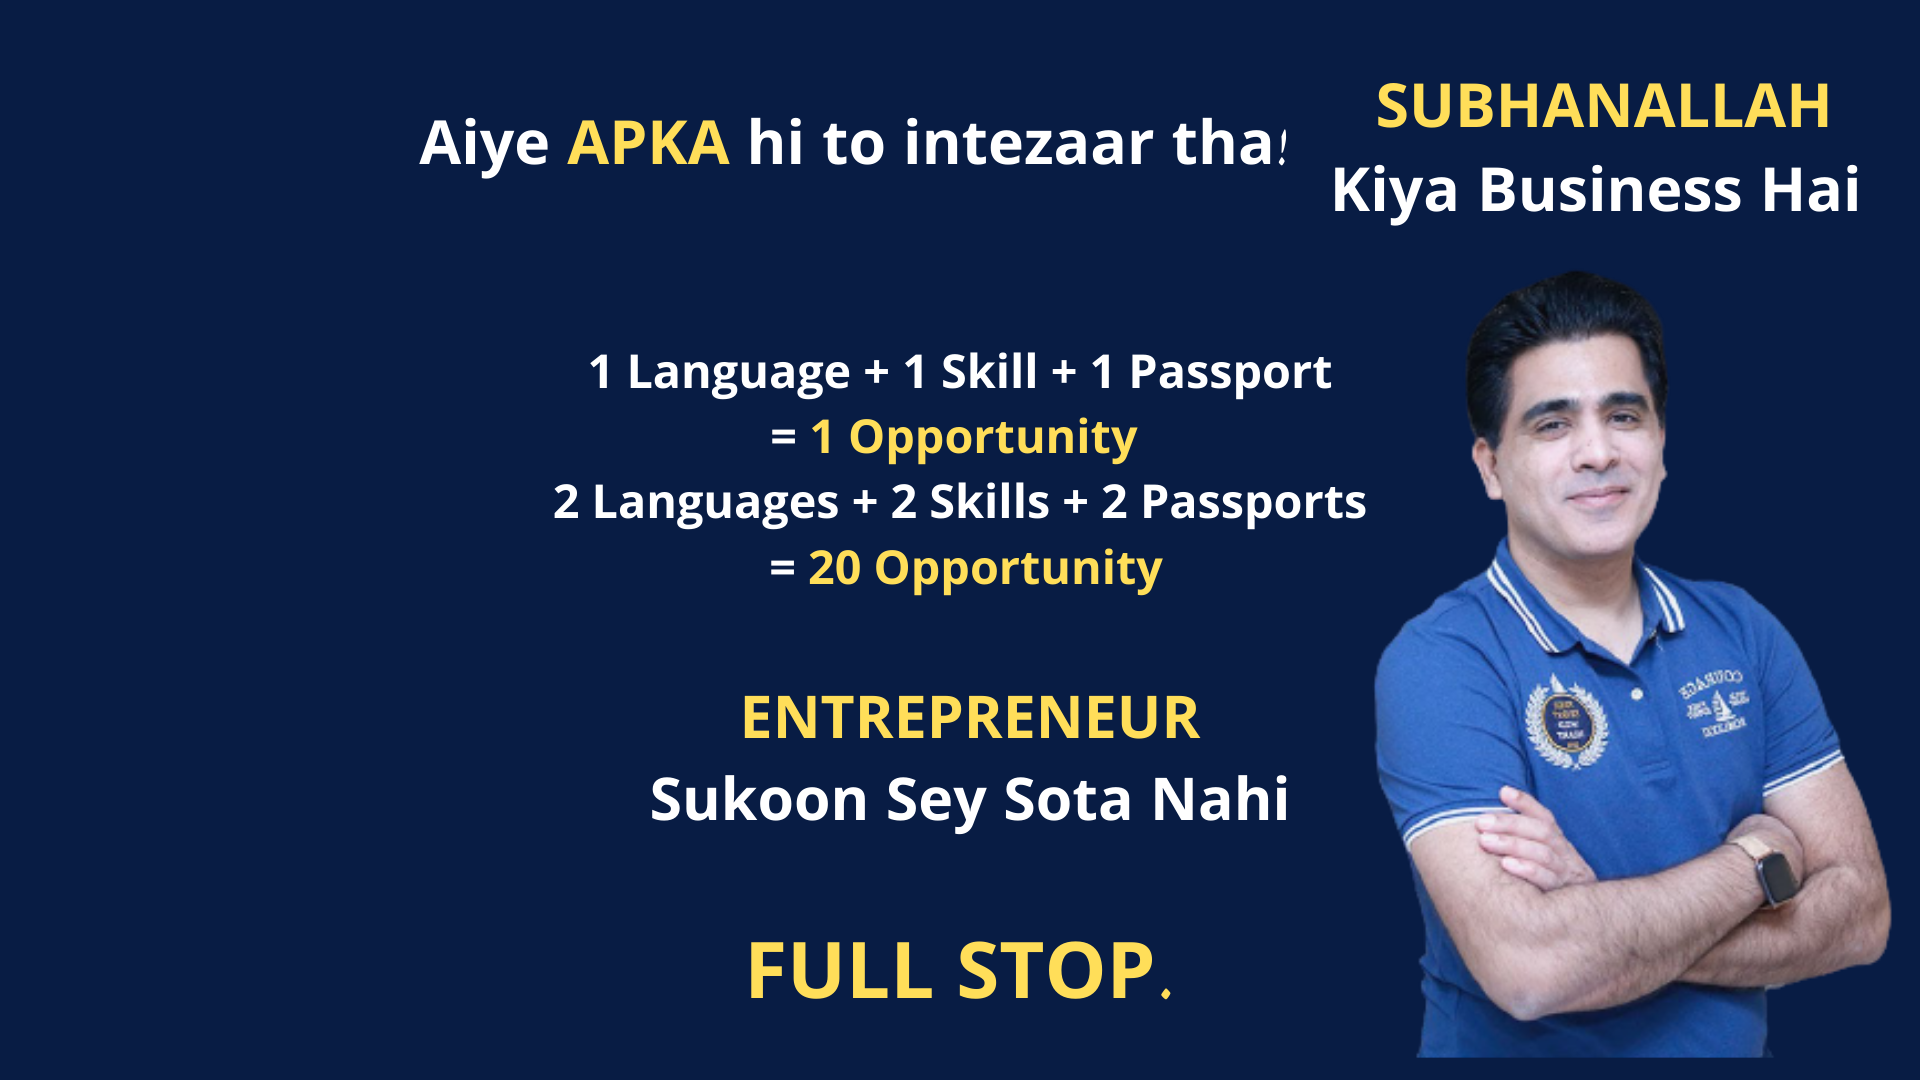 SUBHANALLAH
Kiya Business Hai
Aiye APKA hi to intezaar tha!
1 Language + 1 Skill + 1 Passport
= 1 Opportunity
2 Languages + 2 Skills + 2 Passports
= 20 Opportunity
ENTREPRENEUR
Sukoon Sey Sota Nahi
FULL STOP.
COURAGE